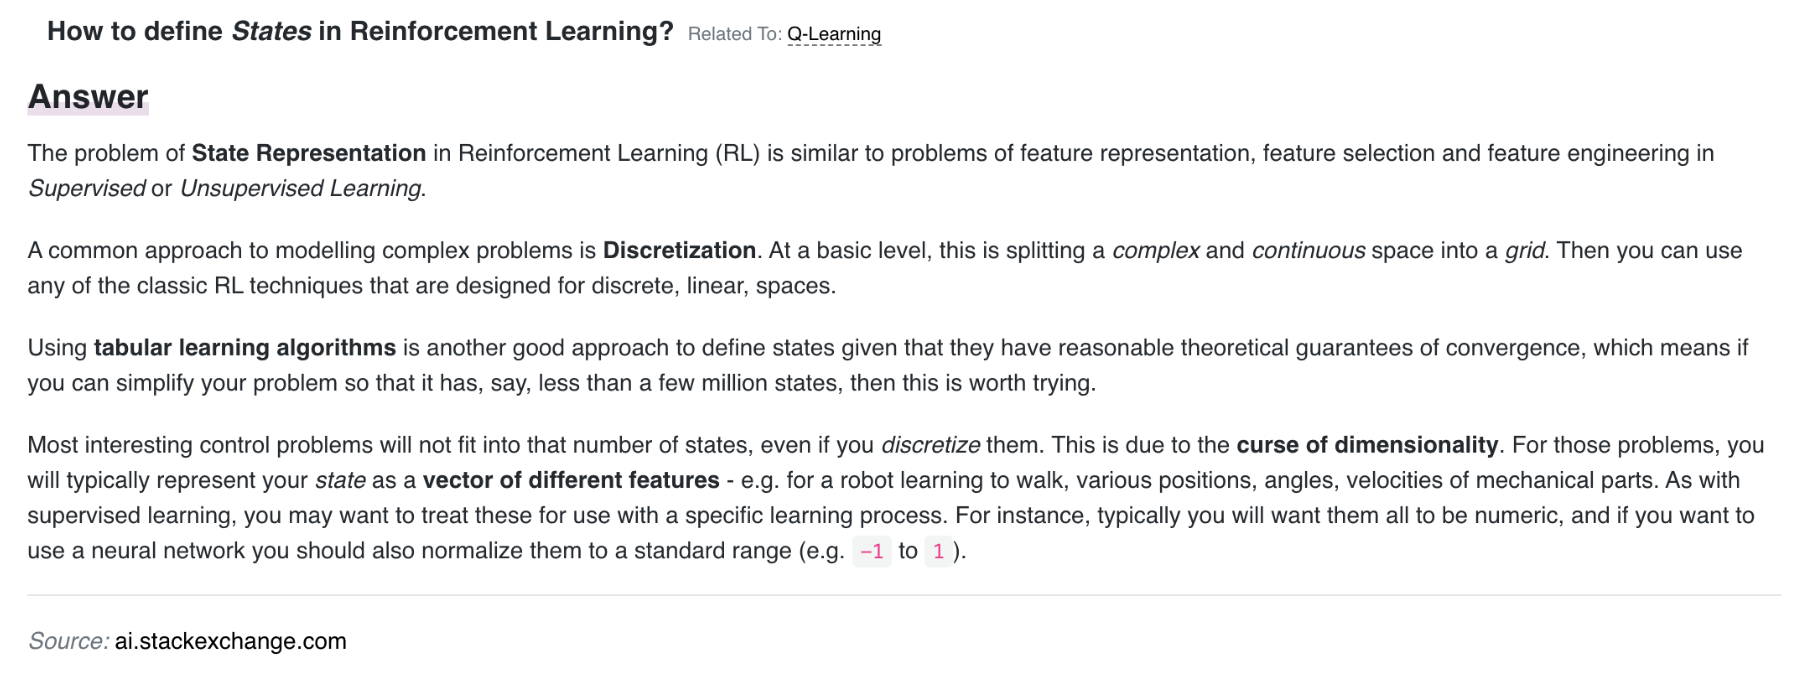 How to define States in Reinforcement Learning? Related To: Q-Learning
Answer
The problem of State Representation in Reinforcement Learning (RL) is similar to problems of feature representation, feature selection and feature engineering in
Supervised or Unsupervised Learning.
A common approach to modelling complex problems is Discretization. At a basic level, this is splitting a complex and continuous space into a grid. Then you can use
any of the classic RL techniques that are designed for discrete, linear, spaces.
Using tabular learning algorithms is another good approach to define states given that they have reasonable theoretical guarantees of convergence, which means if
you can simplify your problem so that it has, say, less than a few million states, then this is worth trying.
Most interesting control problems will not fit into that number of states, even if you discretize them. This is due to the curse of dimensionality. For those problems, you
will typically represent your state as a vector of different features - e.g. for a robot learning to walk, various positions, angles, velocities of mechanical parts. As with
supervised learning, you may want to treat these for use with a specific learning process. For instance, typically you will want them all to be numeric, and if you want to
use a neural network you should also normalize them to a standard range (e.g. −1 to 1 ).
Source: ai.stackexchange.com